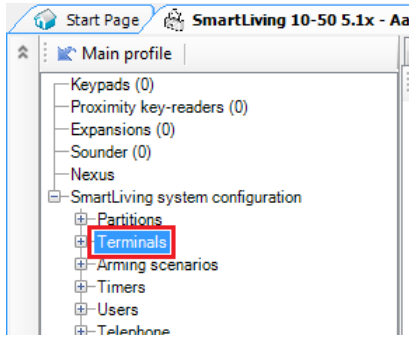 Start Page SmartLiving 10-50 5.1x - Aa
Main profile
Keypads (0)
Proximity key-readers (0)
Expansions (0)
Sounder (0)
Nexus
SmartLiving system configuration
Partitions
Terminals
Arming scenarios
Timers
Users
Telephone